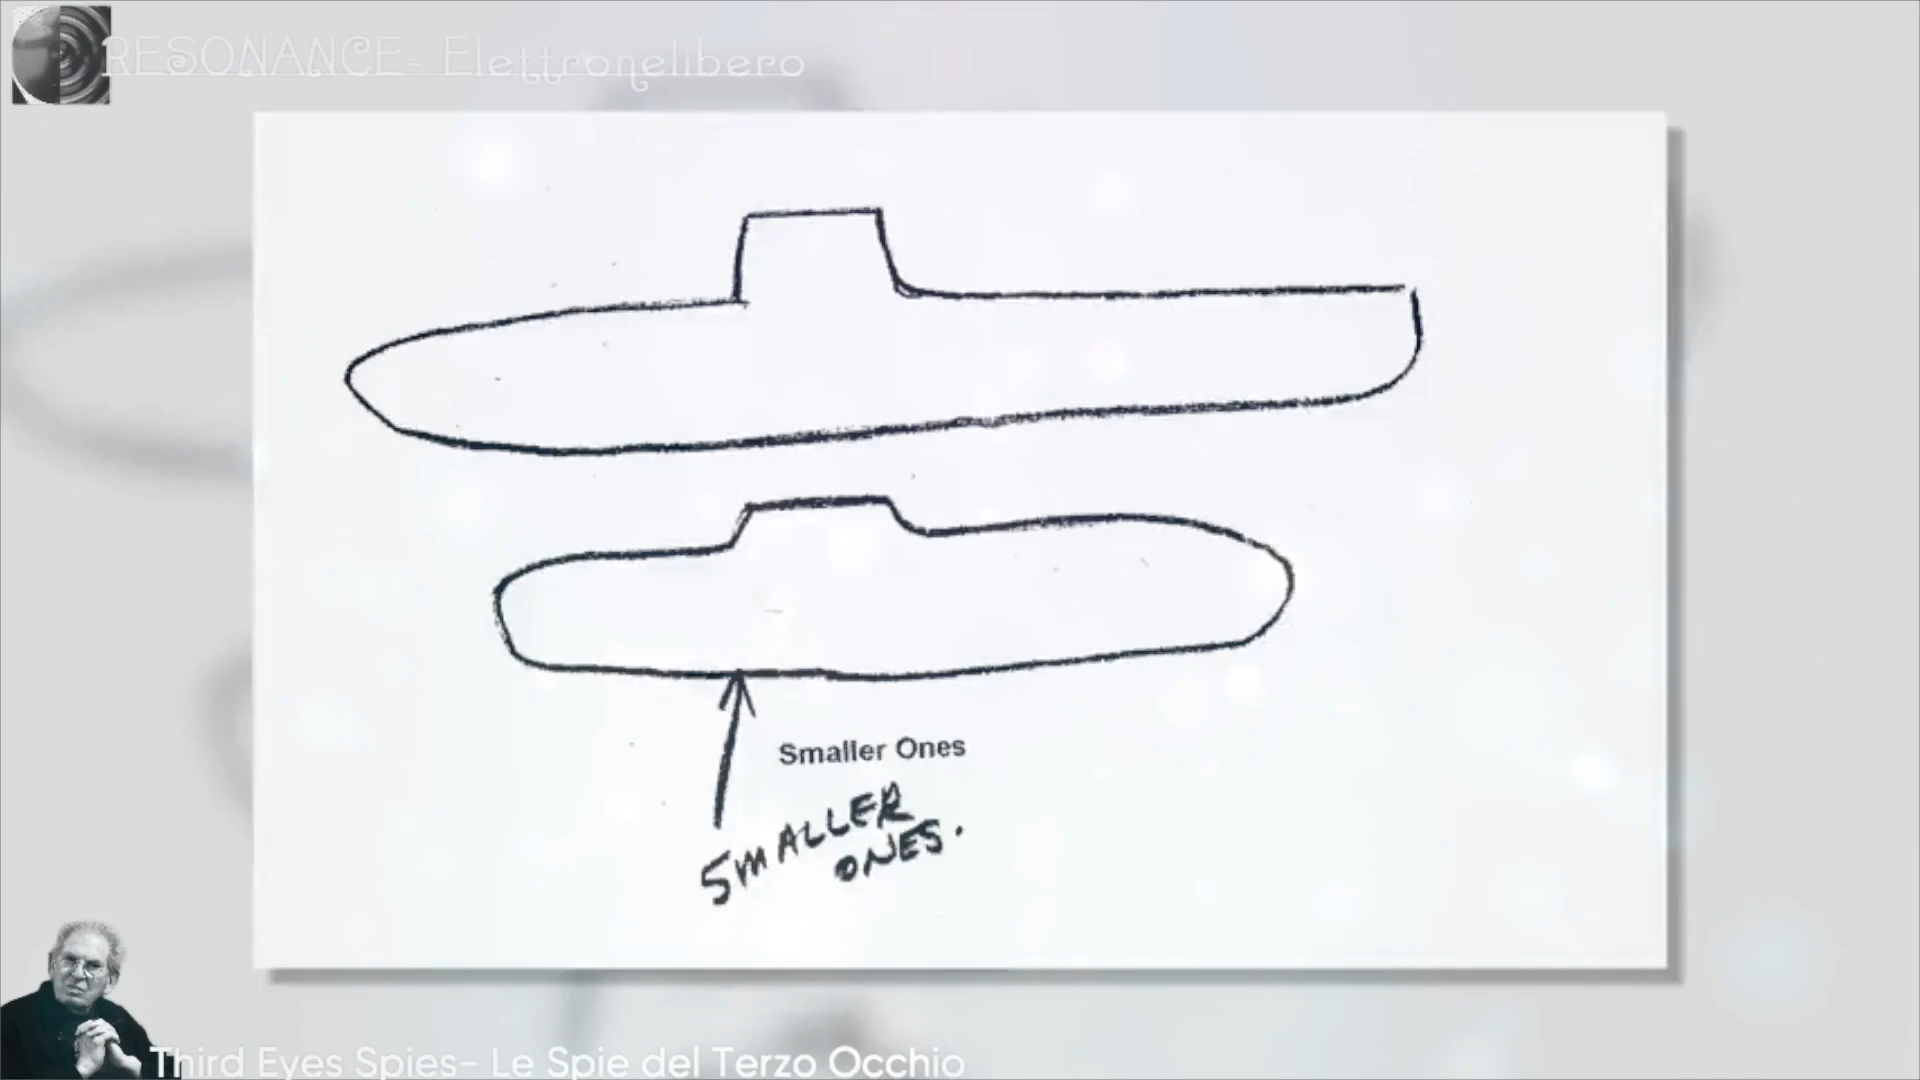 RESONANCE- Elettronelibero
Smaller Ones
SMALLER
ONES.
Third Eyes Spies- Le Spie del Terzo Occhio